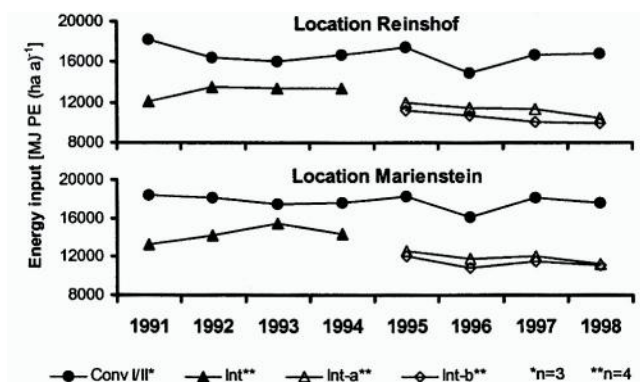 Location Reinshof
20000
16000
12000
8000
Energy input [MJ PE (ha a)⁻¹]
Location Marienstein
20000
16000
12000
8000
1991 1992 1993 1994 1995 1996 1997 1998
Conv I/II* Int** Int-a** Int-b** *n=3 **n=4